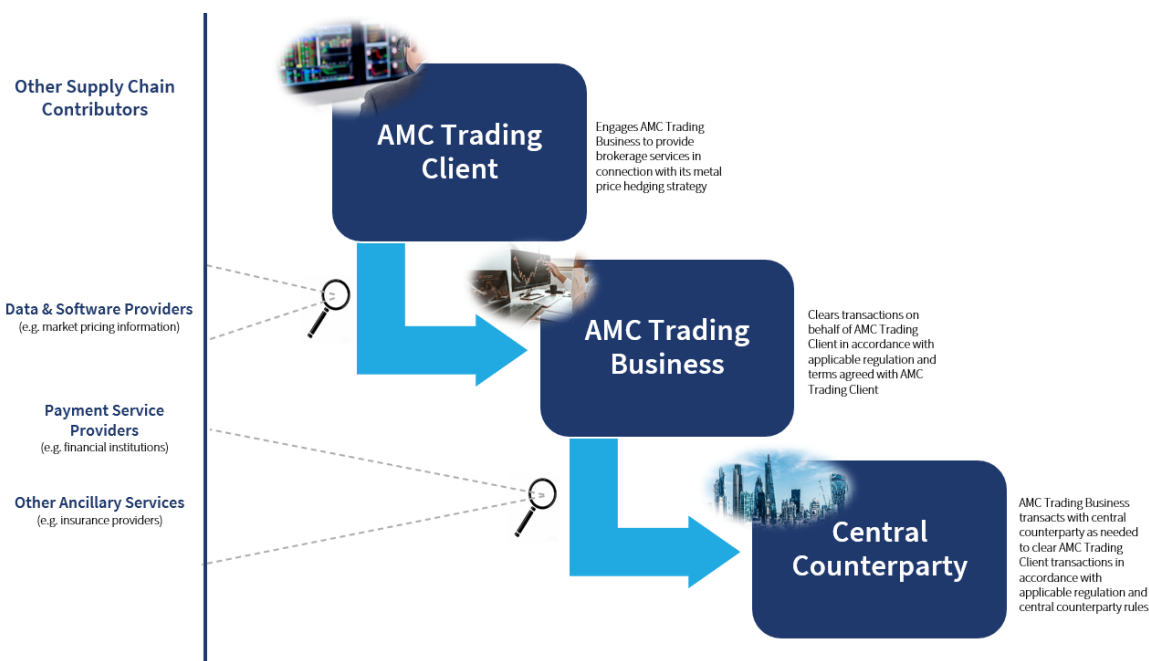 Other Supply Chain
Contributors
Data & Software Providers
(e.g. market pricing information)
Payment Service
Providers
(e.g. financial institutions)
Other Ancillary Services
(e.g. insurance providers)
AMC Trading
Client
Engages AMC Trading
Business to provide
brokerage services in
connection with its metal
price hedging strategy
AMC Trading
Business
Clears transactions on
behalf of AMC Trading
Client in accordance with
applicable regulation and
terms agreed with AMC
Trading Client
Central
Counterparty
AMC Trading Business
transacts with central
counterparty as needed
to clear AMC Trading
Client transactions in
accordance with
applicable regulation and
central counterparty rules